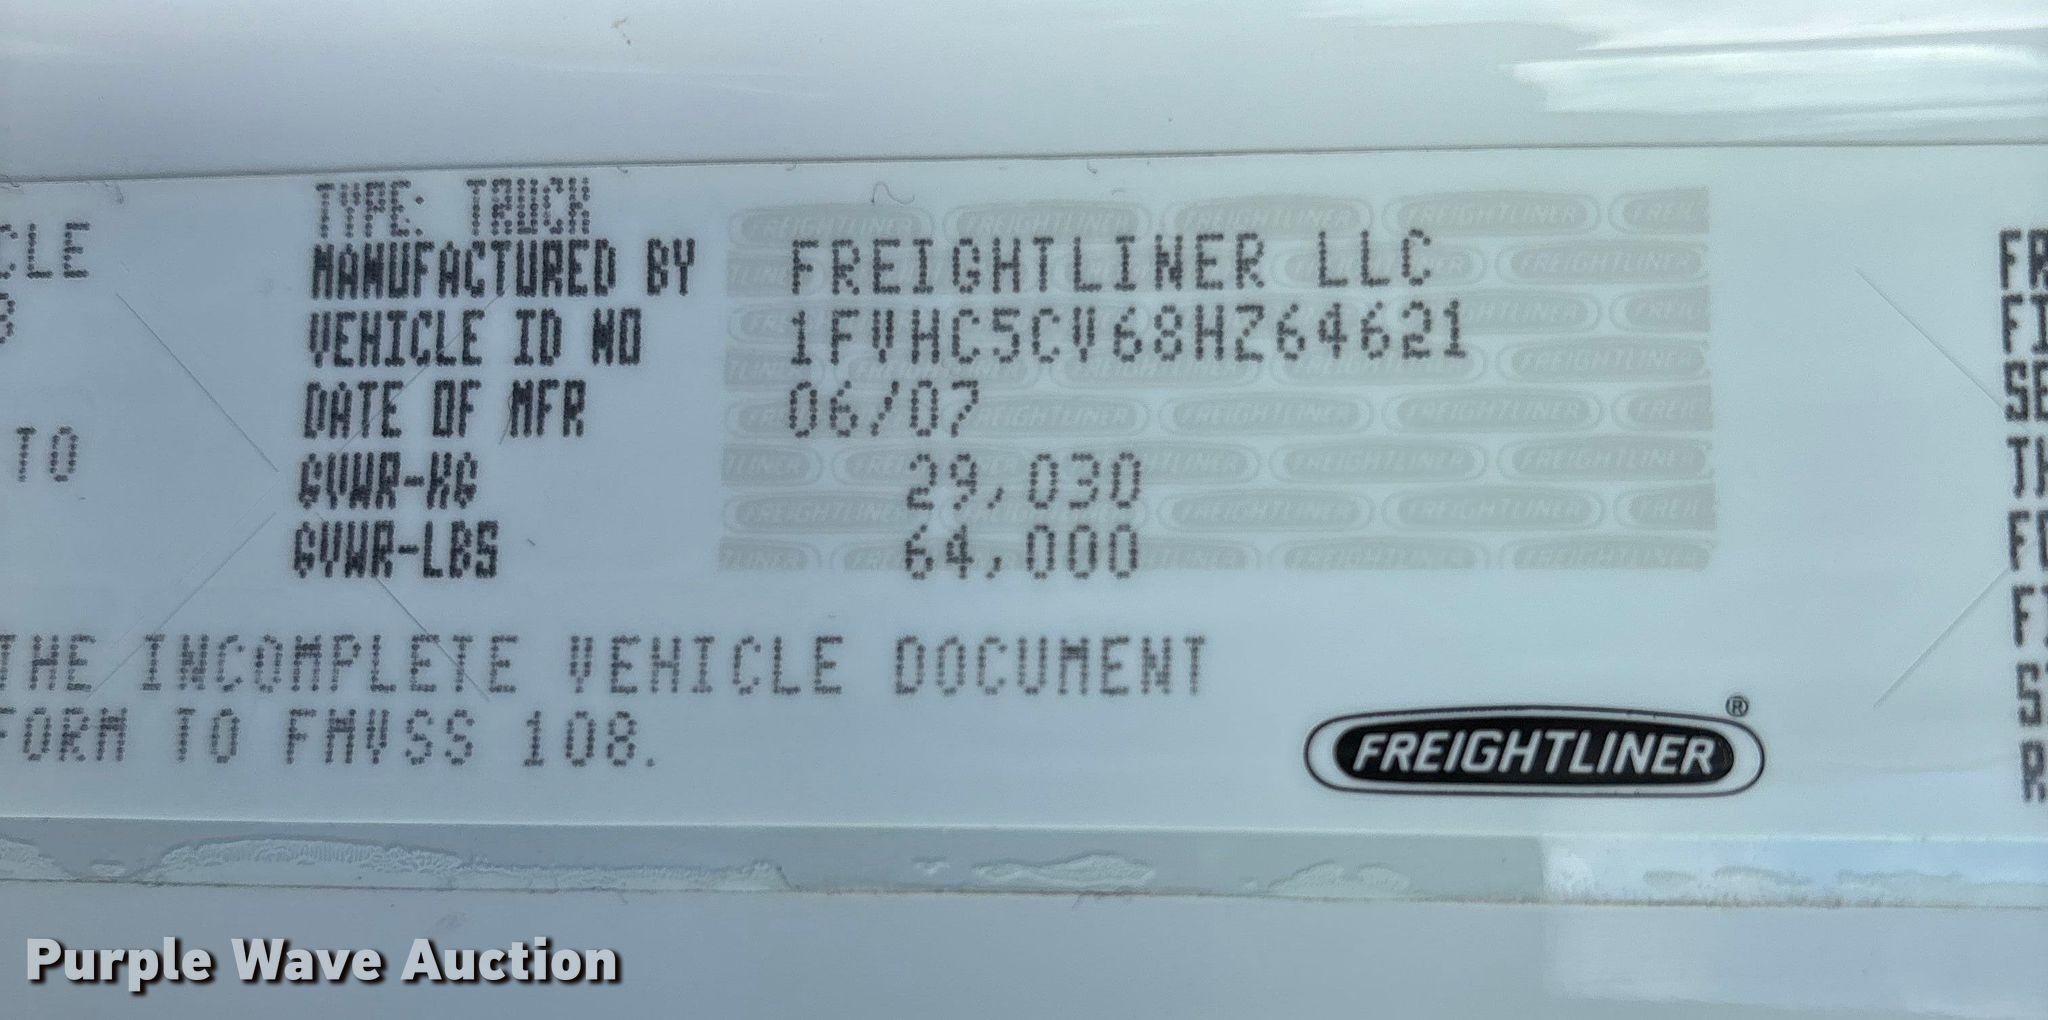 TYPE: TRUCK
CLE
MANUFACTURED BY FREIGHTLINER LLC
VEHICLE ID NO 1FVHC5CV68HZ64621
DATE OF MFR 06/07
TO
GVWR-KG 29,030
GVWR-LBS 64,000
THE INCOMPLETE VEHICLE DOCUMENT
FORM TO FMVSS 108.
FREIGHTLINER®
Purple Wave Auction